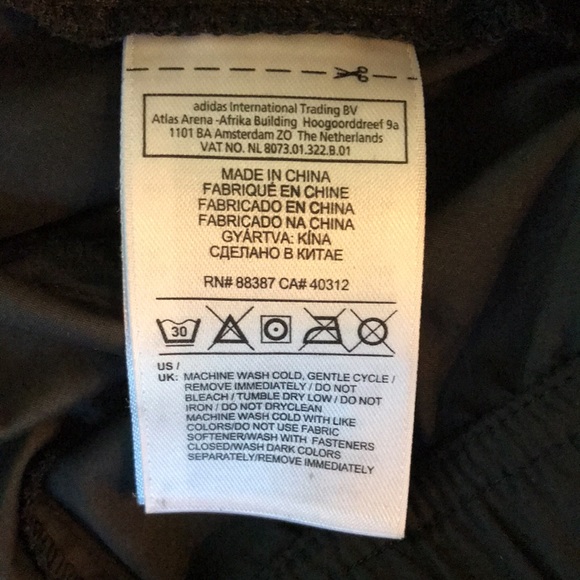 adidas International Trading BV
Atlas Arena -Afrika Building Hoogoorddreef 9a
1101 BA Amsterdam ZO The Netherlands
VAT NO. NL 8073.01.322.B.01
MADE IN CHINA
FABRIQUÉ EN CHINE
FABRICADO EN CHINA
FABRICADO NA CHINA
GYÁRTVA: KÍNA
СДЕЛАНО В КИТАЕ
RN# 88387 CA# 40312
30
US /
UK: MACHINE WASH COLD, GENTLE CYCLE /
REMOVE IMMEDIATELY / DO NOT
BLEACH / TUMBLE DRY LOW / DO NOT
IRON / DO NOT DRYCLEAN
MACHINE WASH COLD WITH LIKE
COLORS/DO NOT USE FABRIC
SOFTENER/WASH WITH FASTENERS
CLOSED/WASH DARK COLORS
SEPARATELY/REMOVE IMMEDIATELY